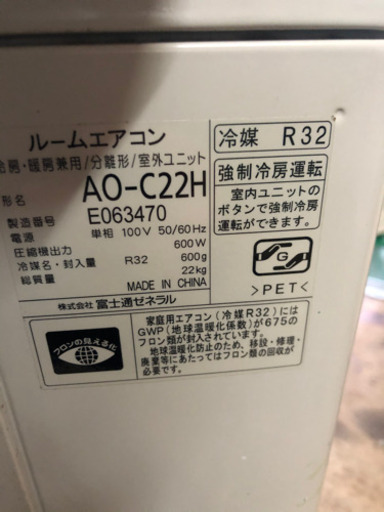 ルームエアコン
冷房・暖房兼用/分離形/室外ユニット
形名 AO-C22H
製造番号 E063470
電源 単相 100V 50/60Hz
圧縮機出力 600W
冷媒名・封入量 R32 600g
総質量 22kg
MADE IN CHINA
株式会社 富士通ゼネラル
冷媒 R32
強制冷房運転
室内ユニットの
ボタンで強制冷房
運転ができます。
G
>PET<
フロンの見える化
家庭用エアコン(冷媒R32)には
GWP(地球温暖化係数)が675の
フロン類が封入されています。
地球温暖化防止のため、移設・修理・
廃棄等にあたってはフロン類の回収が
必要です。